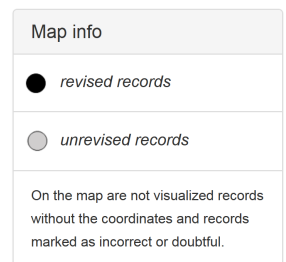 Map info
revised records
unrevised records
On the map are not visualized records
without the coordinates and records
marked as incorrect or doubtful.